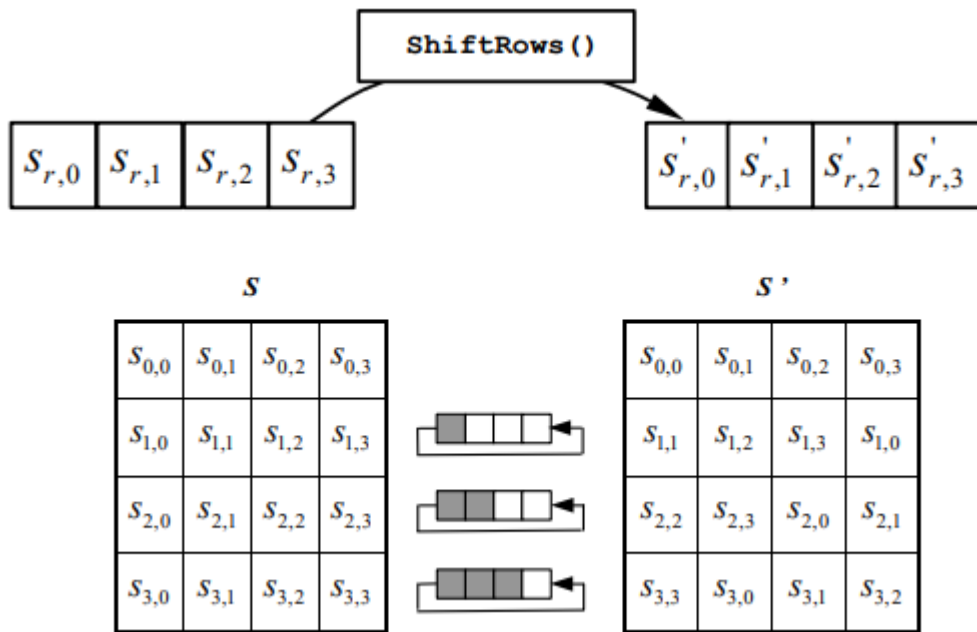 ShiftRows()
S_{r,0} S_{r,1} S_{r,2} S_{r,3} S'_{r,0} S'_{r,1} S'_{r,2} S'_{r,3}
S S'
S_{0,0} S_{0,1} S_{0,2} S_{0,3} S_{0,0} S_{0,1} S_{0,2} S_{0,3}
S_{1,0} S_{1,1} S_{1,2} S_{1,3} S_{1,1} S_{1,2} S_{1,3} S_{1,0}
S_{2,0} S_{2,1} S_{2,2} S_{2,3} S_{2,2} S_{2,3} S_{2,0} S_{2,1}
S_{3,0} S_{3,1} S_{3,2} S_{3,3} S_{3,3} S_{3,0} S_{3,1} S_{3,2}